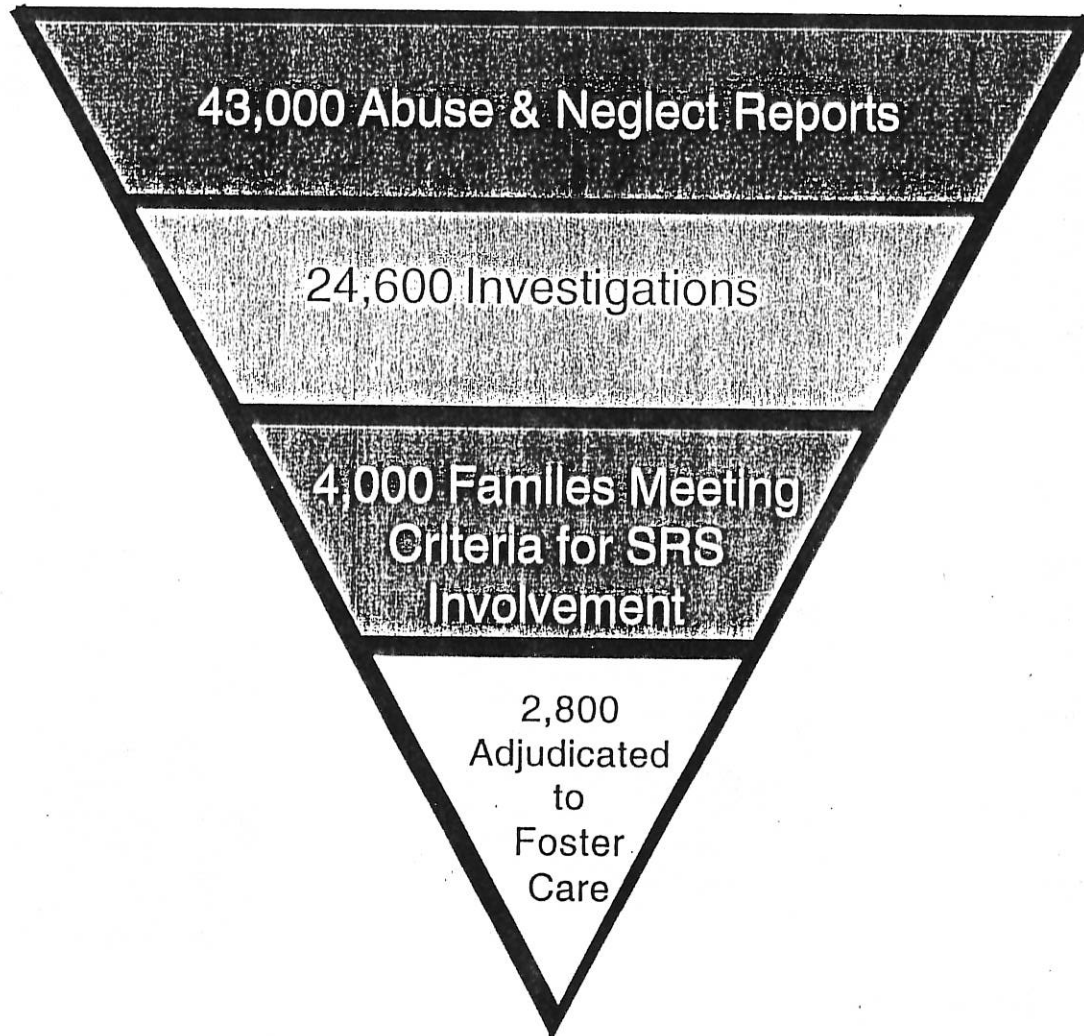 43,000 Abuse & Neglect Reports
24,600 Investigations
4,000 Familes Meeting
Criteria for SRS
Involvement
2,800
Adjudicated
to
Foster
Care